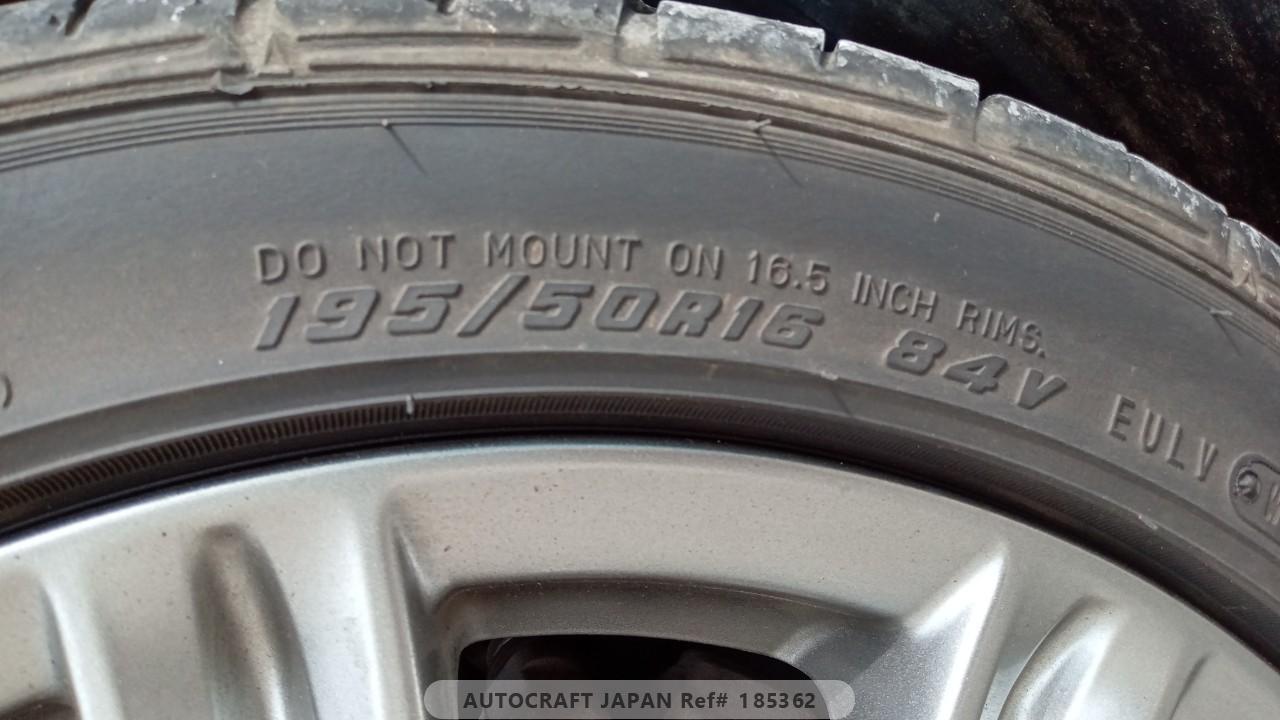 DO NOT MOUNT ON 16.5 INCH RIMS.
195/50R16 84V EULV
AUTOCRAFT JAPAN Ref# 185362